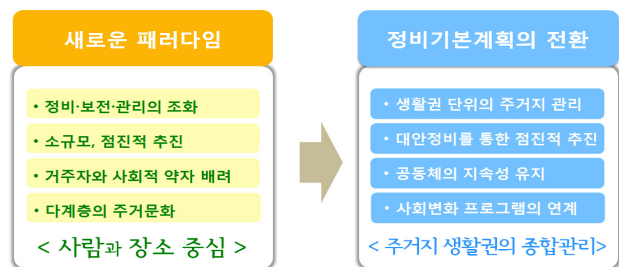 새로운 패러다임
• 정비·보전·관리의 조화
• 소규모, 점진적 추진
• 거주자와 사회적 약자 배려
• 다계층의 주거문화
< 사람과 장소 중심 >
정비기본계획의 전환
• 생활권 단위의 주거지 관리
• 대안정비를 통한 점진적 추진
• 공동체의 지속성 유지
• 사회변화 프로그램의 연계
< 주거지 생활권의 종합관리>